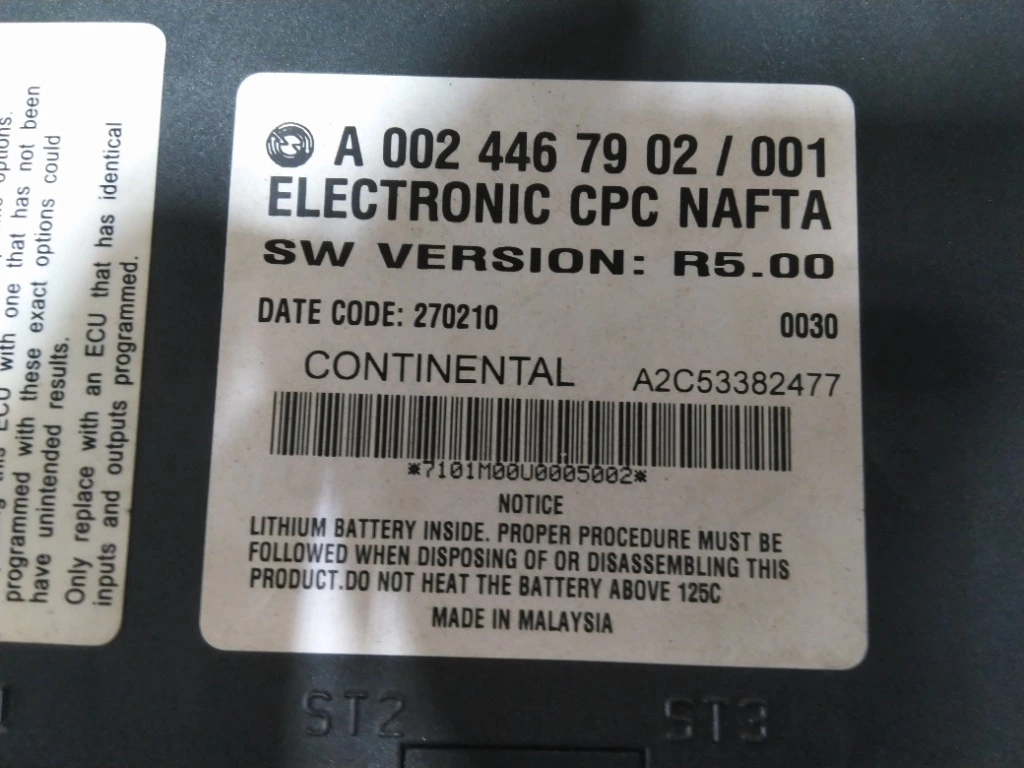 options.
programmed with one that has not been
have these exact options could
unintended results.
Only replace with an ECU that has identical
inputs and outputs programmed.
A 002 446 79 02 / 001
ELECTRONIC CPC NAFTA
SW VERSION: R5.00
DATE CODE: 270210 0030
CONTINENTAL A2C53382477
*7101M00U0005002*
NOTICE
LITHIUM BATTERY INSIDE. PROPER PROCEDURE MUST BE
FOLLOWED WHEN DISPOSING OF OR DISASSEMBLING THIS
PRODUCT.DO NOT HEAT THE BATTERY ABOVE 125C
MADE IN MALAYSIA
ST2 ST3